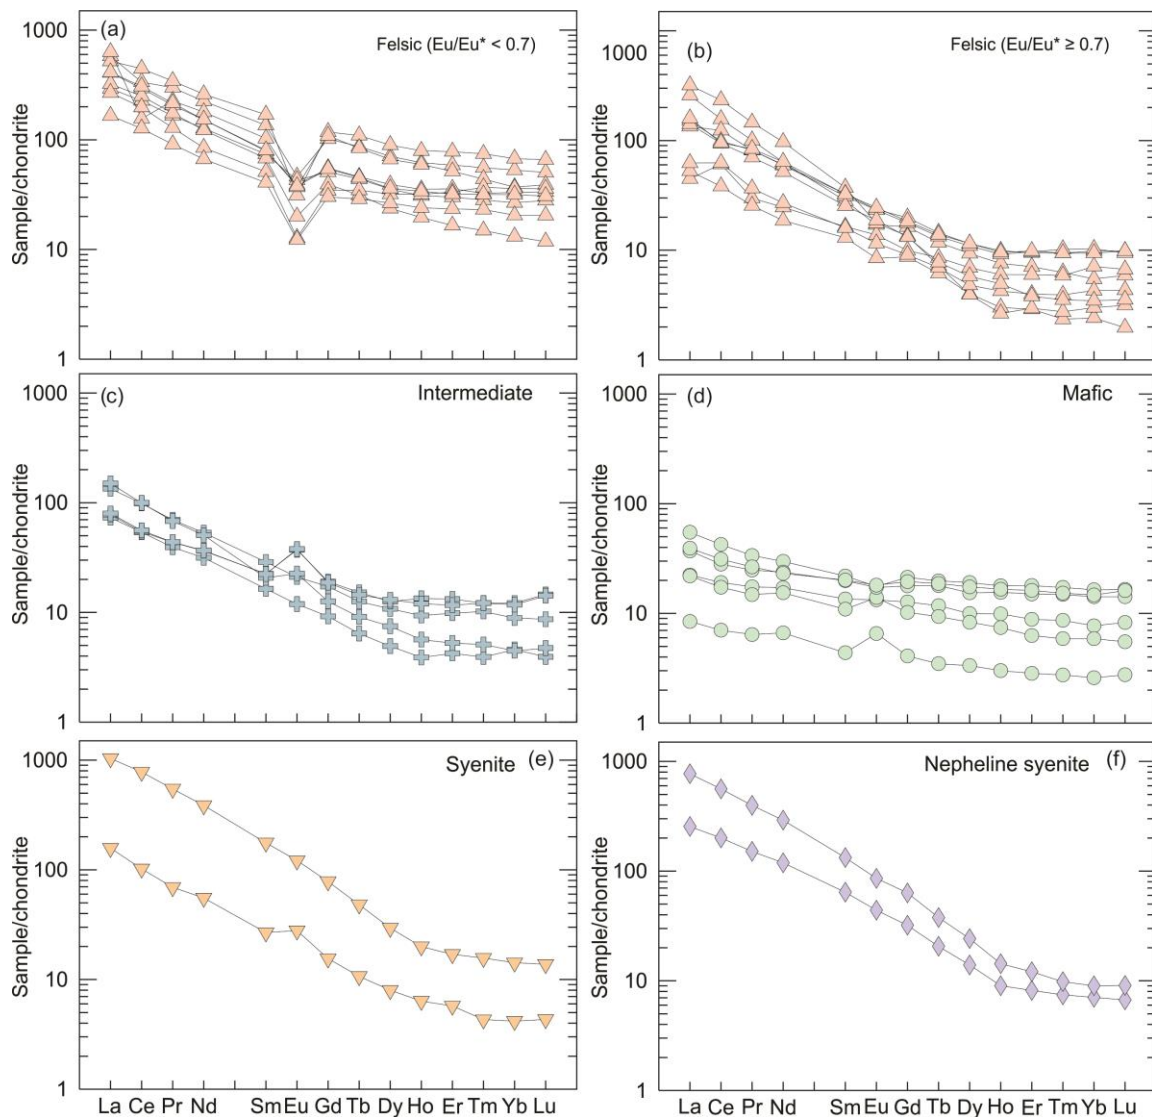 (a)
Felsic (Eu/Eu* < 0.7)
1000
100
10
1
Sample/chondrite
(b)
Felsic (Eu/Eu* ≥ 0.7)
1000
100
10
1
Sample/chondrite
(c)
Intermediate
1000
100
10
1
Sample/chondrite
(d)
Mafic
1000
100
10
1
Sample/chondrite
Syenite (e)
1000
100
10
1
Sample/chondrite
La Ce Pr Nd Sm Eu Gd Tb Dy Ho Er Tm Yb Lu
Nepheline syenite (f)
1000
100
10
1
Sample/chondrite
La Ce Pr Nd Sm Eu Gd Tb Dy Ho Er Tm Yb Lu